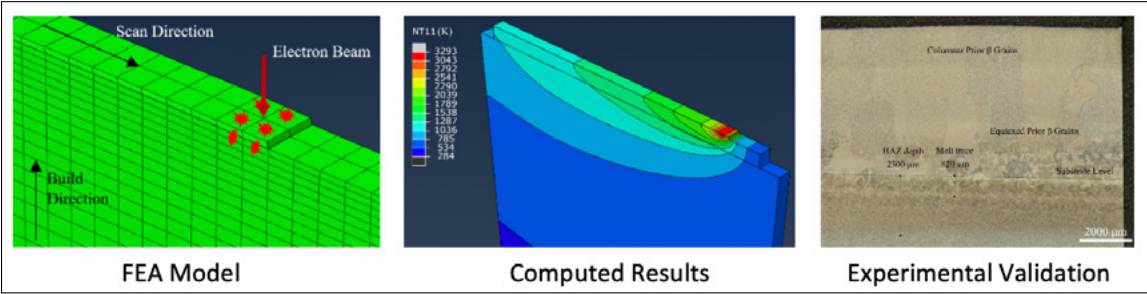 Scan Direction
Electron Beam
Build
Direction
FEA Model
NT11 (K)
3293
3043
2792
2541
2290
2039
1789
1538
1287
1036
785
534
284
Computed Results
Columnar Prior β Grains
Equiaxed Prior β Grains
HAZ depth
2300 μm
Melt trace
820 μm
Substrate Level
2000 μm
Experimental Validation